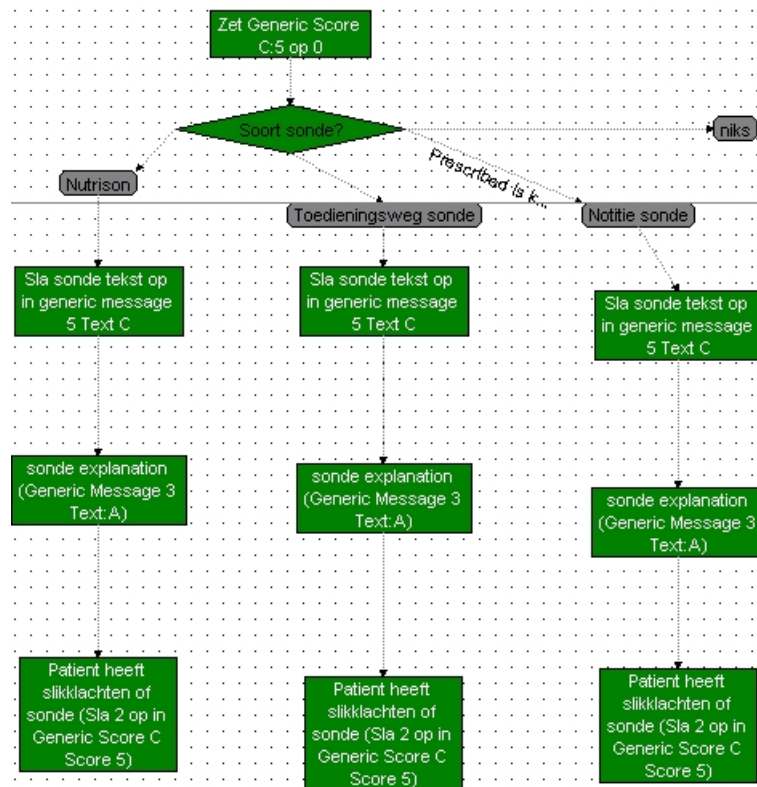 Zet Generic Score
C:5 op 0
Soort sonde?
niks
Prescribed is k...
Nutrison
Toedieningsweg sonde
Notitie sonde
Sla sonde tekst op
in generic message
5 Text C
Sla sonde tekst op
in generic message
5 Text C
Sla sonde tekst op
in generic message
5 Text C
sonde explanation
(Generic Message 3
Text:A)
sonde explanation
(Generic Message 3
Text:A)
sonde explanation
(Generic Message 3
Text:A)
Patient heeft
slikklachten of
sonde (Sla 2 op in
Generic Score C
Score 5)
Patient heeft
slikklachten of
sonde (Sla 2 op in
Generic Score C
Score 5)
Patient heeft
slikklachten of
sonde (Sla 2 op in
Generic Score C
Score 5)